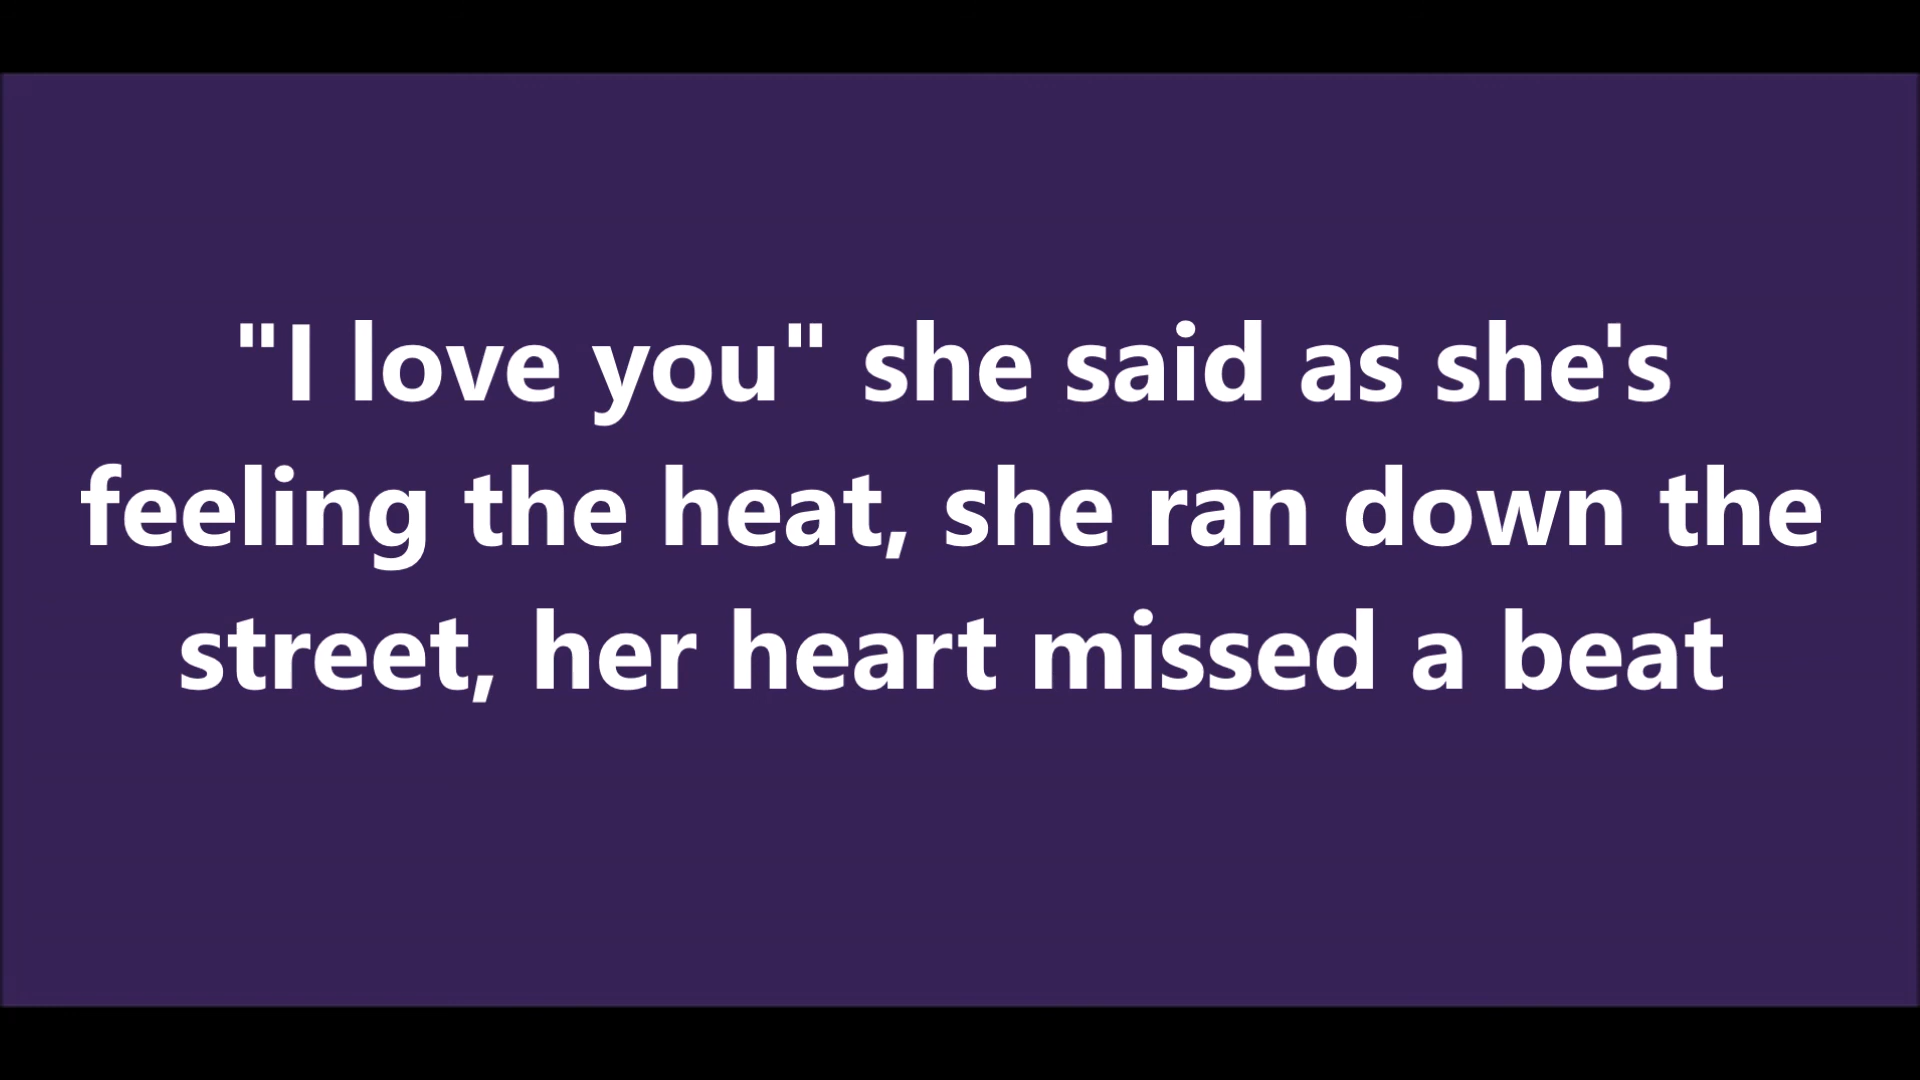 "I love you" she said as she's
feeling the heat, she ran down the
street, her heart missed a beat